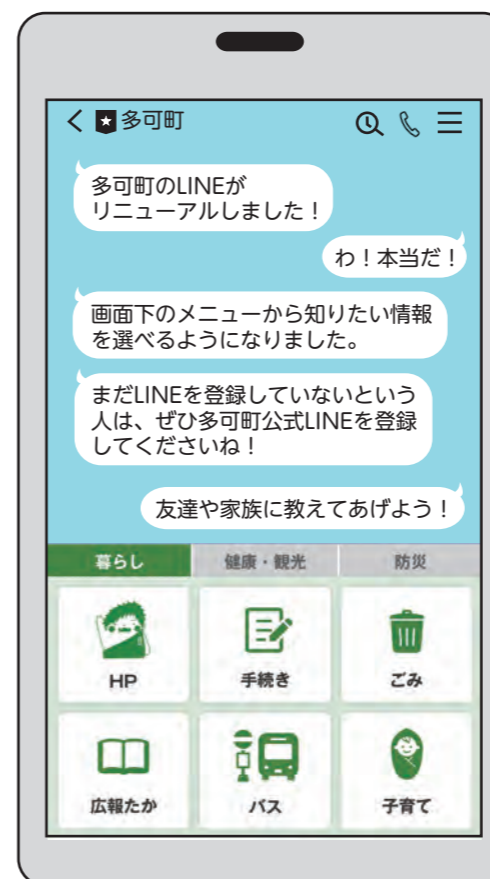 多可町
多可町のLINEが
リニューアルしました！
わ！本当だ！
画面下のメニューから知りたい情報
を選べるようになりました。
まだLINEを登録していないという
人は、ぜひ多可町公式LINEを登録
してくださいね！
友達や家族に教えてあげよう！
暮らし 健康・観光 防災
HP 手続き ごみ
広報たか バス 子育て